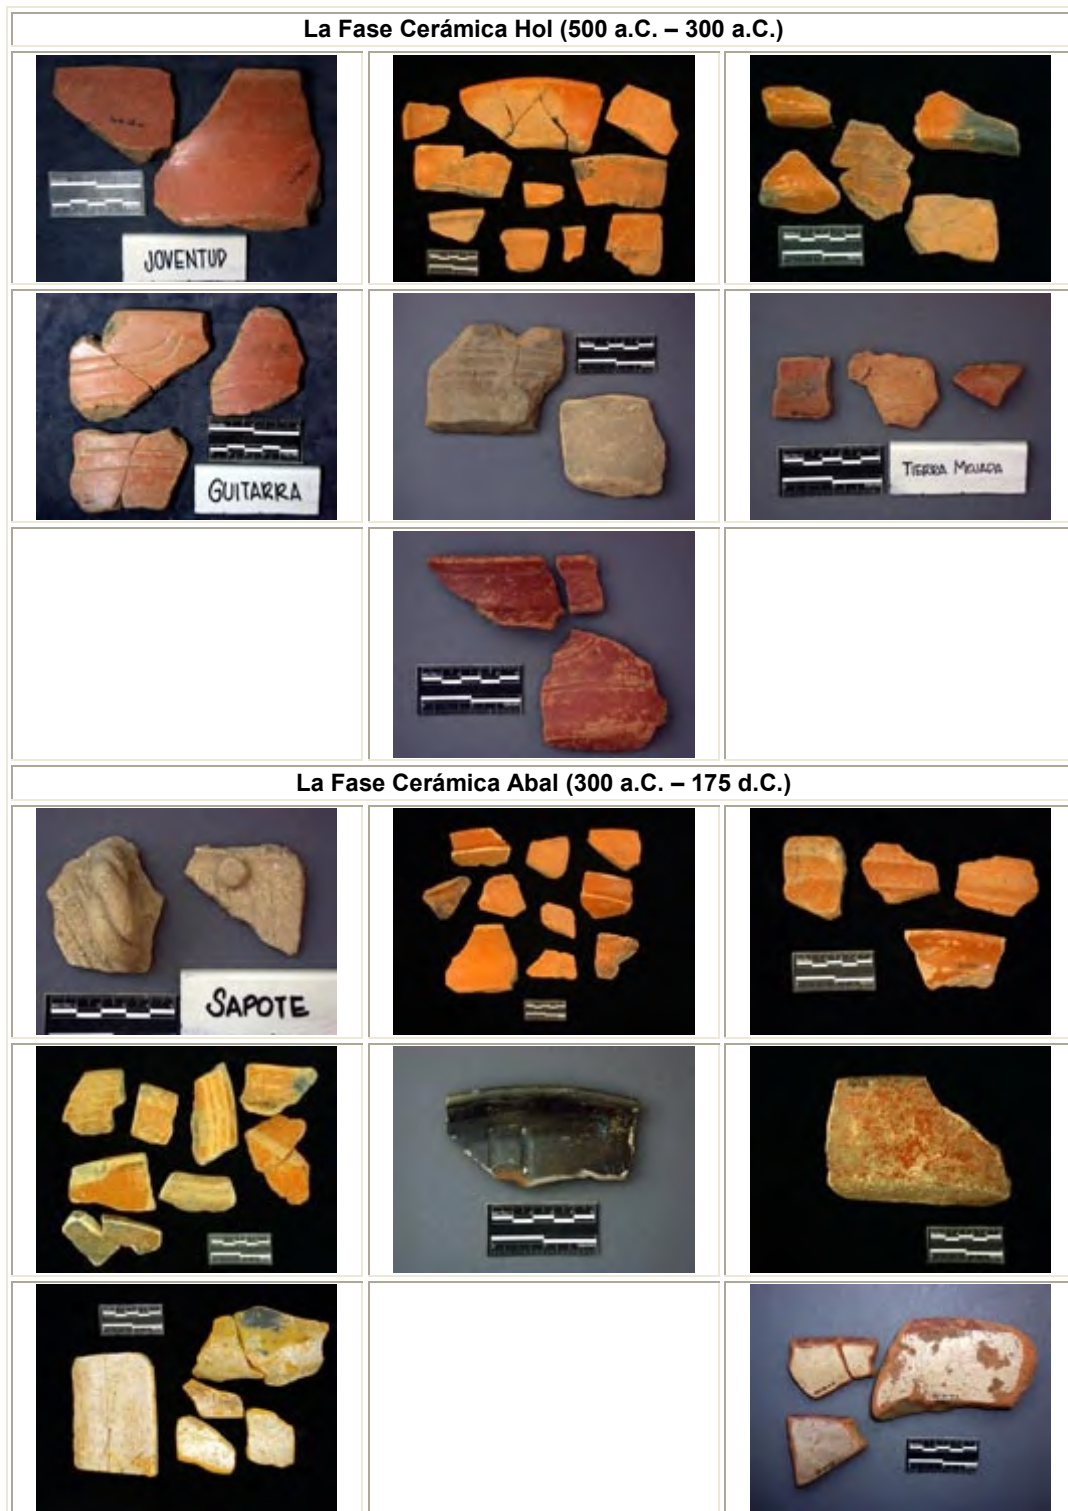 La Fase Cerámica Hol (500 a.C. – 300 a.C.)
JOVENTUD
GUITARRA
TIERRA MOJADA
La Fase Cerámica Abal (300 a.C. – 175 d.C.)
SAPOTE